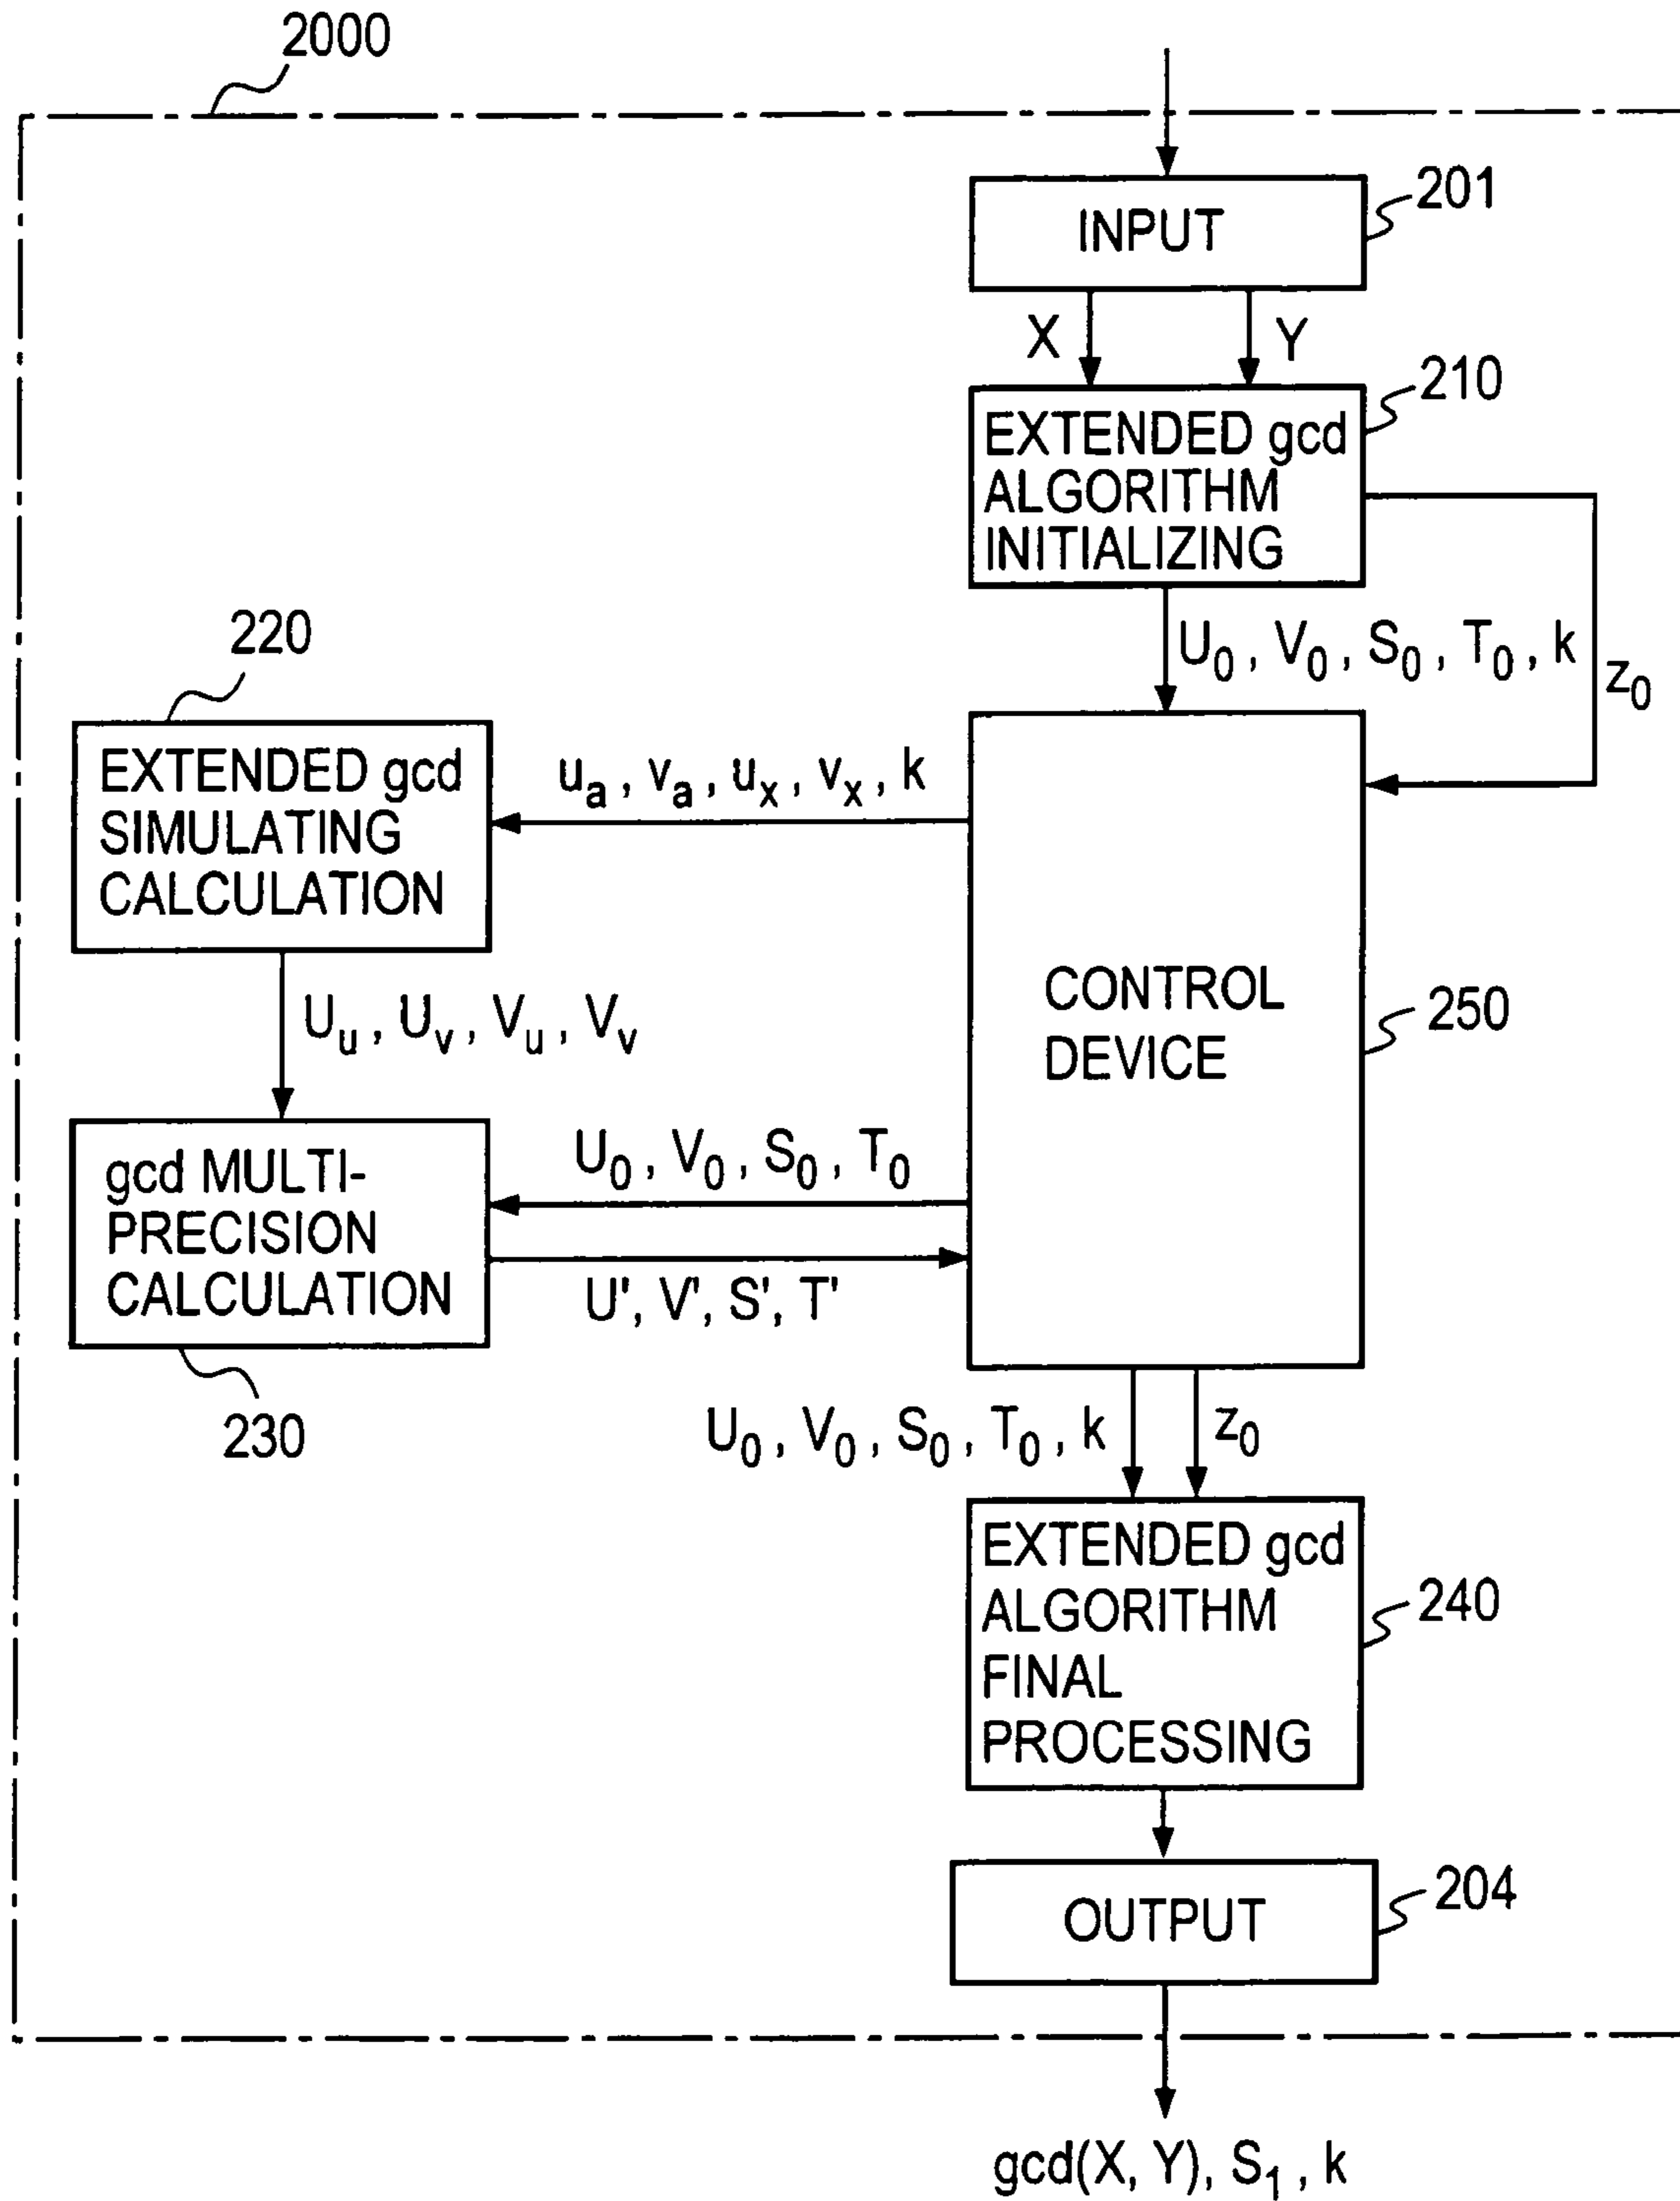 2000
INPUT
201
X
Y
EXTENDED gcd
ALGORITHM
INITIALIZING
210
U₀, V₀, S₀, T₀, k
z₀
220
EXTENDED gcd
SIMULATING
CALCULATION
uₐ, vₐ, uₓ, vₓ, k
CONTROL
DEVICE
250
Uᵤ, Uᵥ, Vᵤ, Vᵥ
gcd MULTI-
PRECISION
CALCULATION
U₀, V₀, S₀, T₀
U', V', S', T'
230
U₀, V₀, S₀, T₀, k
z₀
EXTENDED gcd
ALGORITHM
FINAL
PROCESSING
240
OUTPUT
204
gcd(X, Y), S₁, k